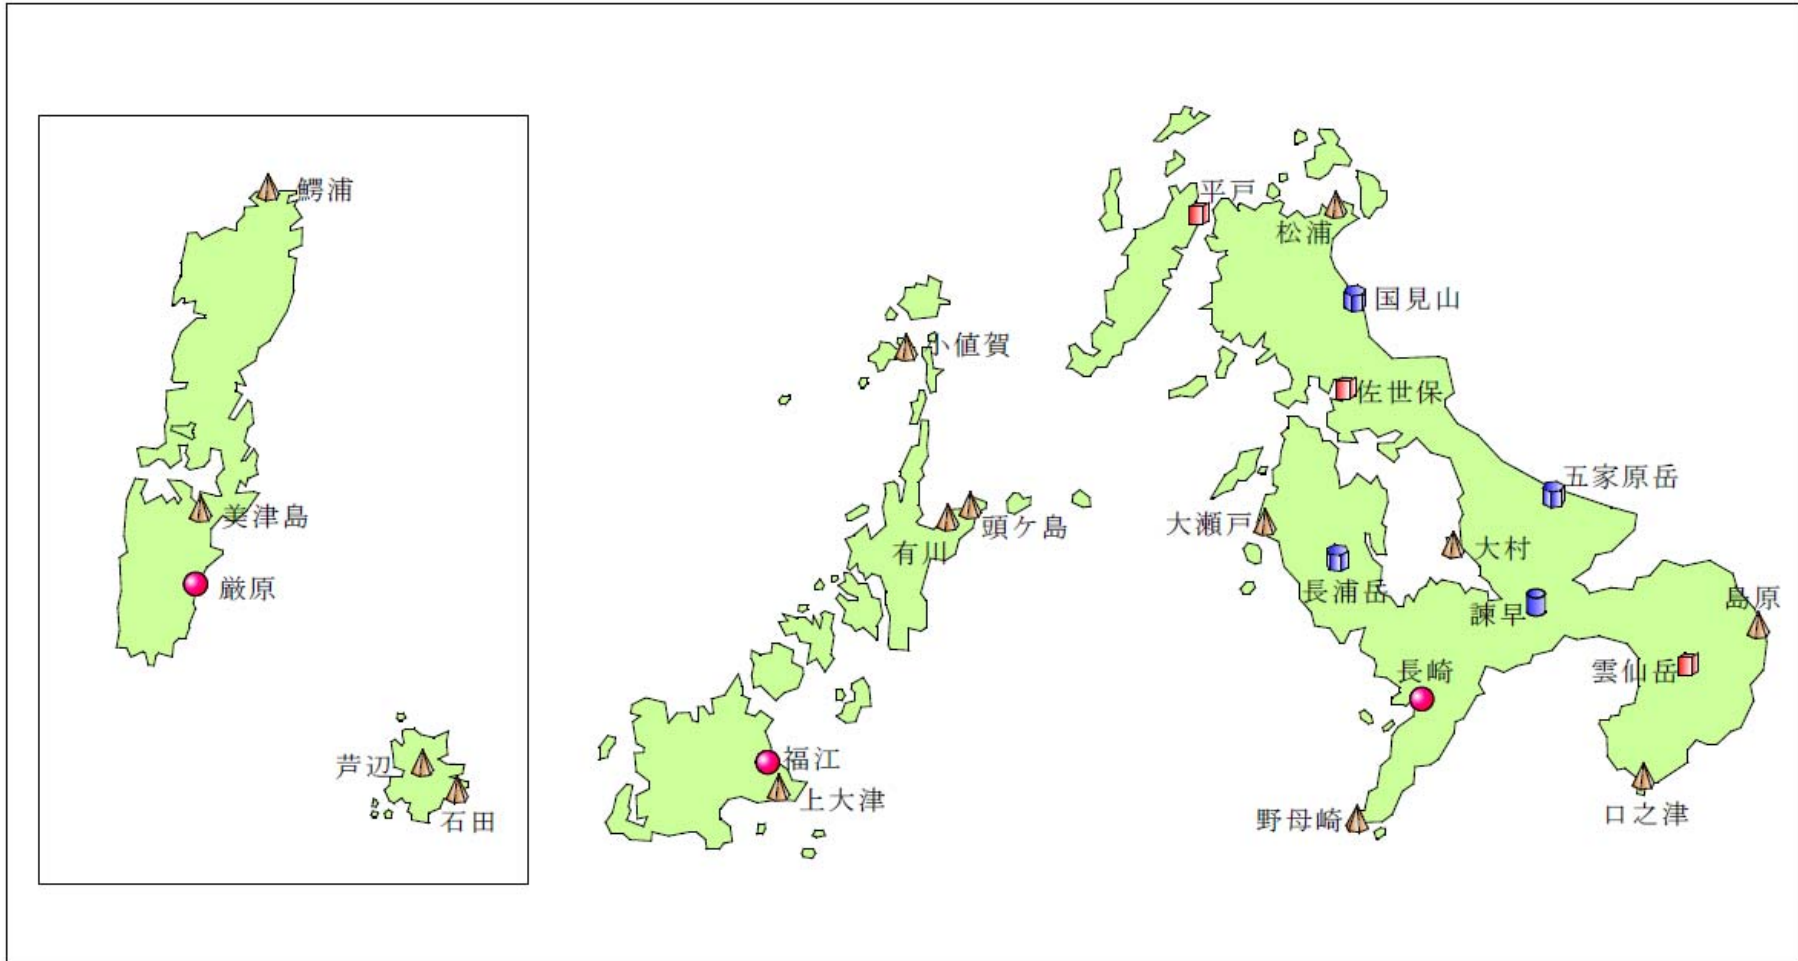 鰐浦
美津島
厳原
芦辺
石田
小値賀
頭ケ島
有川
福江
上大津
平戸
松浦
国見山
佐世保
五家原岳
大瀬戸
大村
長浦岳
諫早
島原
雲仙岳
長崎
野母崎
口之津